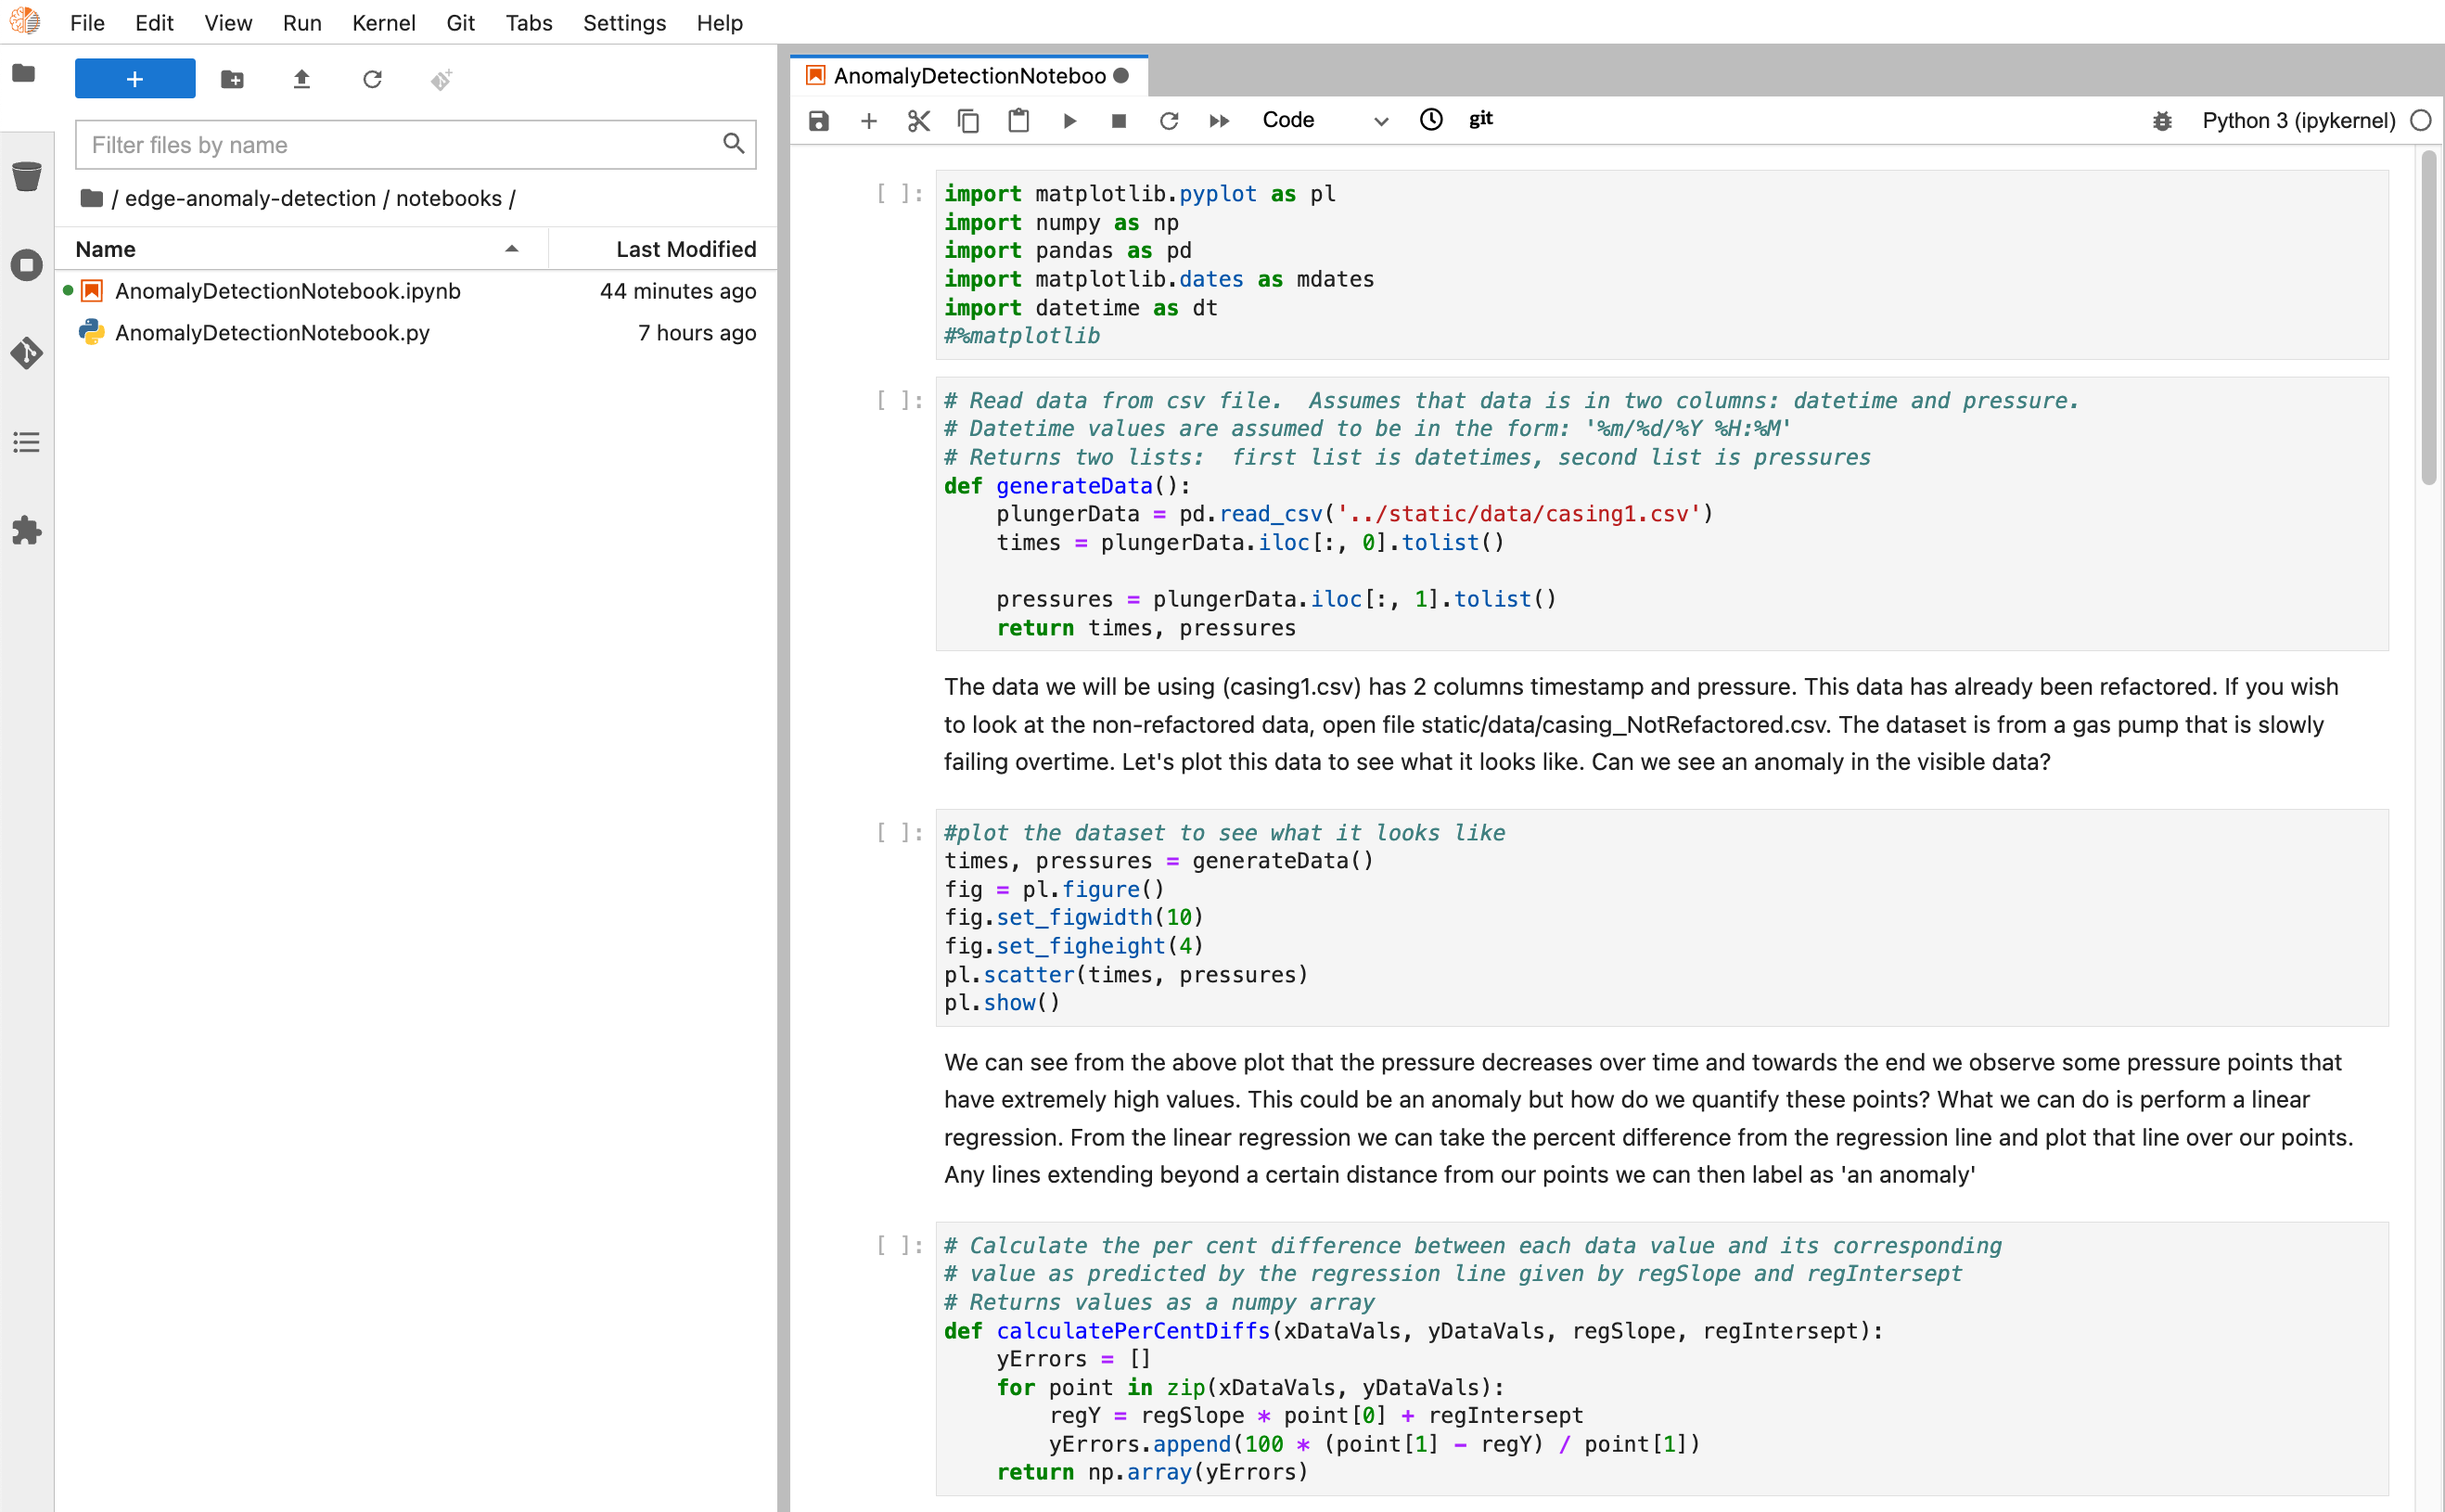 File Edit View Run Kernel Git Tabs Settings Help
+
Filter files by name
/ edge-anomaly-detection / notebooks /
Name Last Modified
AnomalyDetectionNotebook.ipynb 44 minutes ago
AnomalyDetectionNotebook.py 7 hours ago
AnomalyDetectionNoteboo
Code git Python 3 (ipykernel)
[ ]: import matplotlib.pyplot as pl
import numpy as np
import pandas as pd
import matplotlib.dates as mdates
import datetime as dt
#%matplotlib
[ ]: # Read data from csv file.  Assumes that data is in two columns: datetime and pressure.
# Datetime values are assumed to be in the form: '%m/%d/%Y %H:%M'
# Returns two lists:  first list is datetimes, second list is pressures
def generateData():
    plungerData = pd.read_csv('../static/data/casing1.csv')
    times = plungerData.iloc[:, 0].tolist()
    pressures = plungerData.iloc[:, 1].tolist()
    return times, pressures
The data we will be using (casing1.csv) has 2 columns timestamp and pressure. This data has already been refactored. If you wish
to look at the non-refactored data, open file static/data/casing_NotRefactored.csv. The dataset is from a gas pump that is slowly
failing overtime. Let's plot this data to see what it looks like. Can we see an anomaly in the visible data?
[ ]: #plot the dataset to see what it looks like
times, pressures = generateData()
fig = pl.figure()
fig.set_figwidth(10)
fig.set_figheight(4)
pl.scatter(times, pressures)
pl.show()
We can see from the above plot that the pressure decreases over time and towards the end we observe some pressure points that
have extremely high values. This could be an anomaly but how do we quantify these points? What we can do is perform a linear
regression. From the linear regression we can take the percent difference from the regression line and plot that line over our points.
Any lines extending beyond a certain distance from our points we can then label as 'an anomaly'
[ ]: # Calculate the per cent difference between each data value and its corresponding
# value as predicted by the regression line given by regSlope and regIntersept
# Returns values as a numpy array
def calculatePerCentDiffs(xDataVals, yDataVals, regSlope, regIntersept):
    yErrors = []
    for point in zip(xDataVals, yDataVals):
        regY = regSlope * point[0] + regIntersept
        yErrors.append(100 * (point[1] - regY) / point[1])
    return np.array(yErrors)